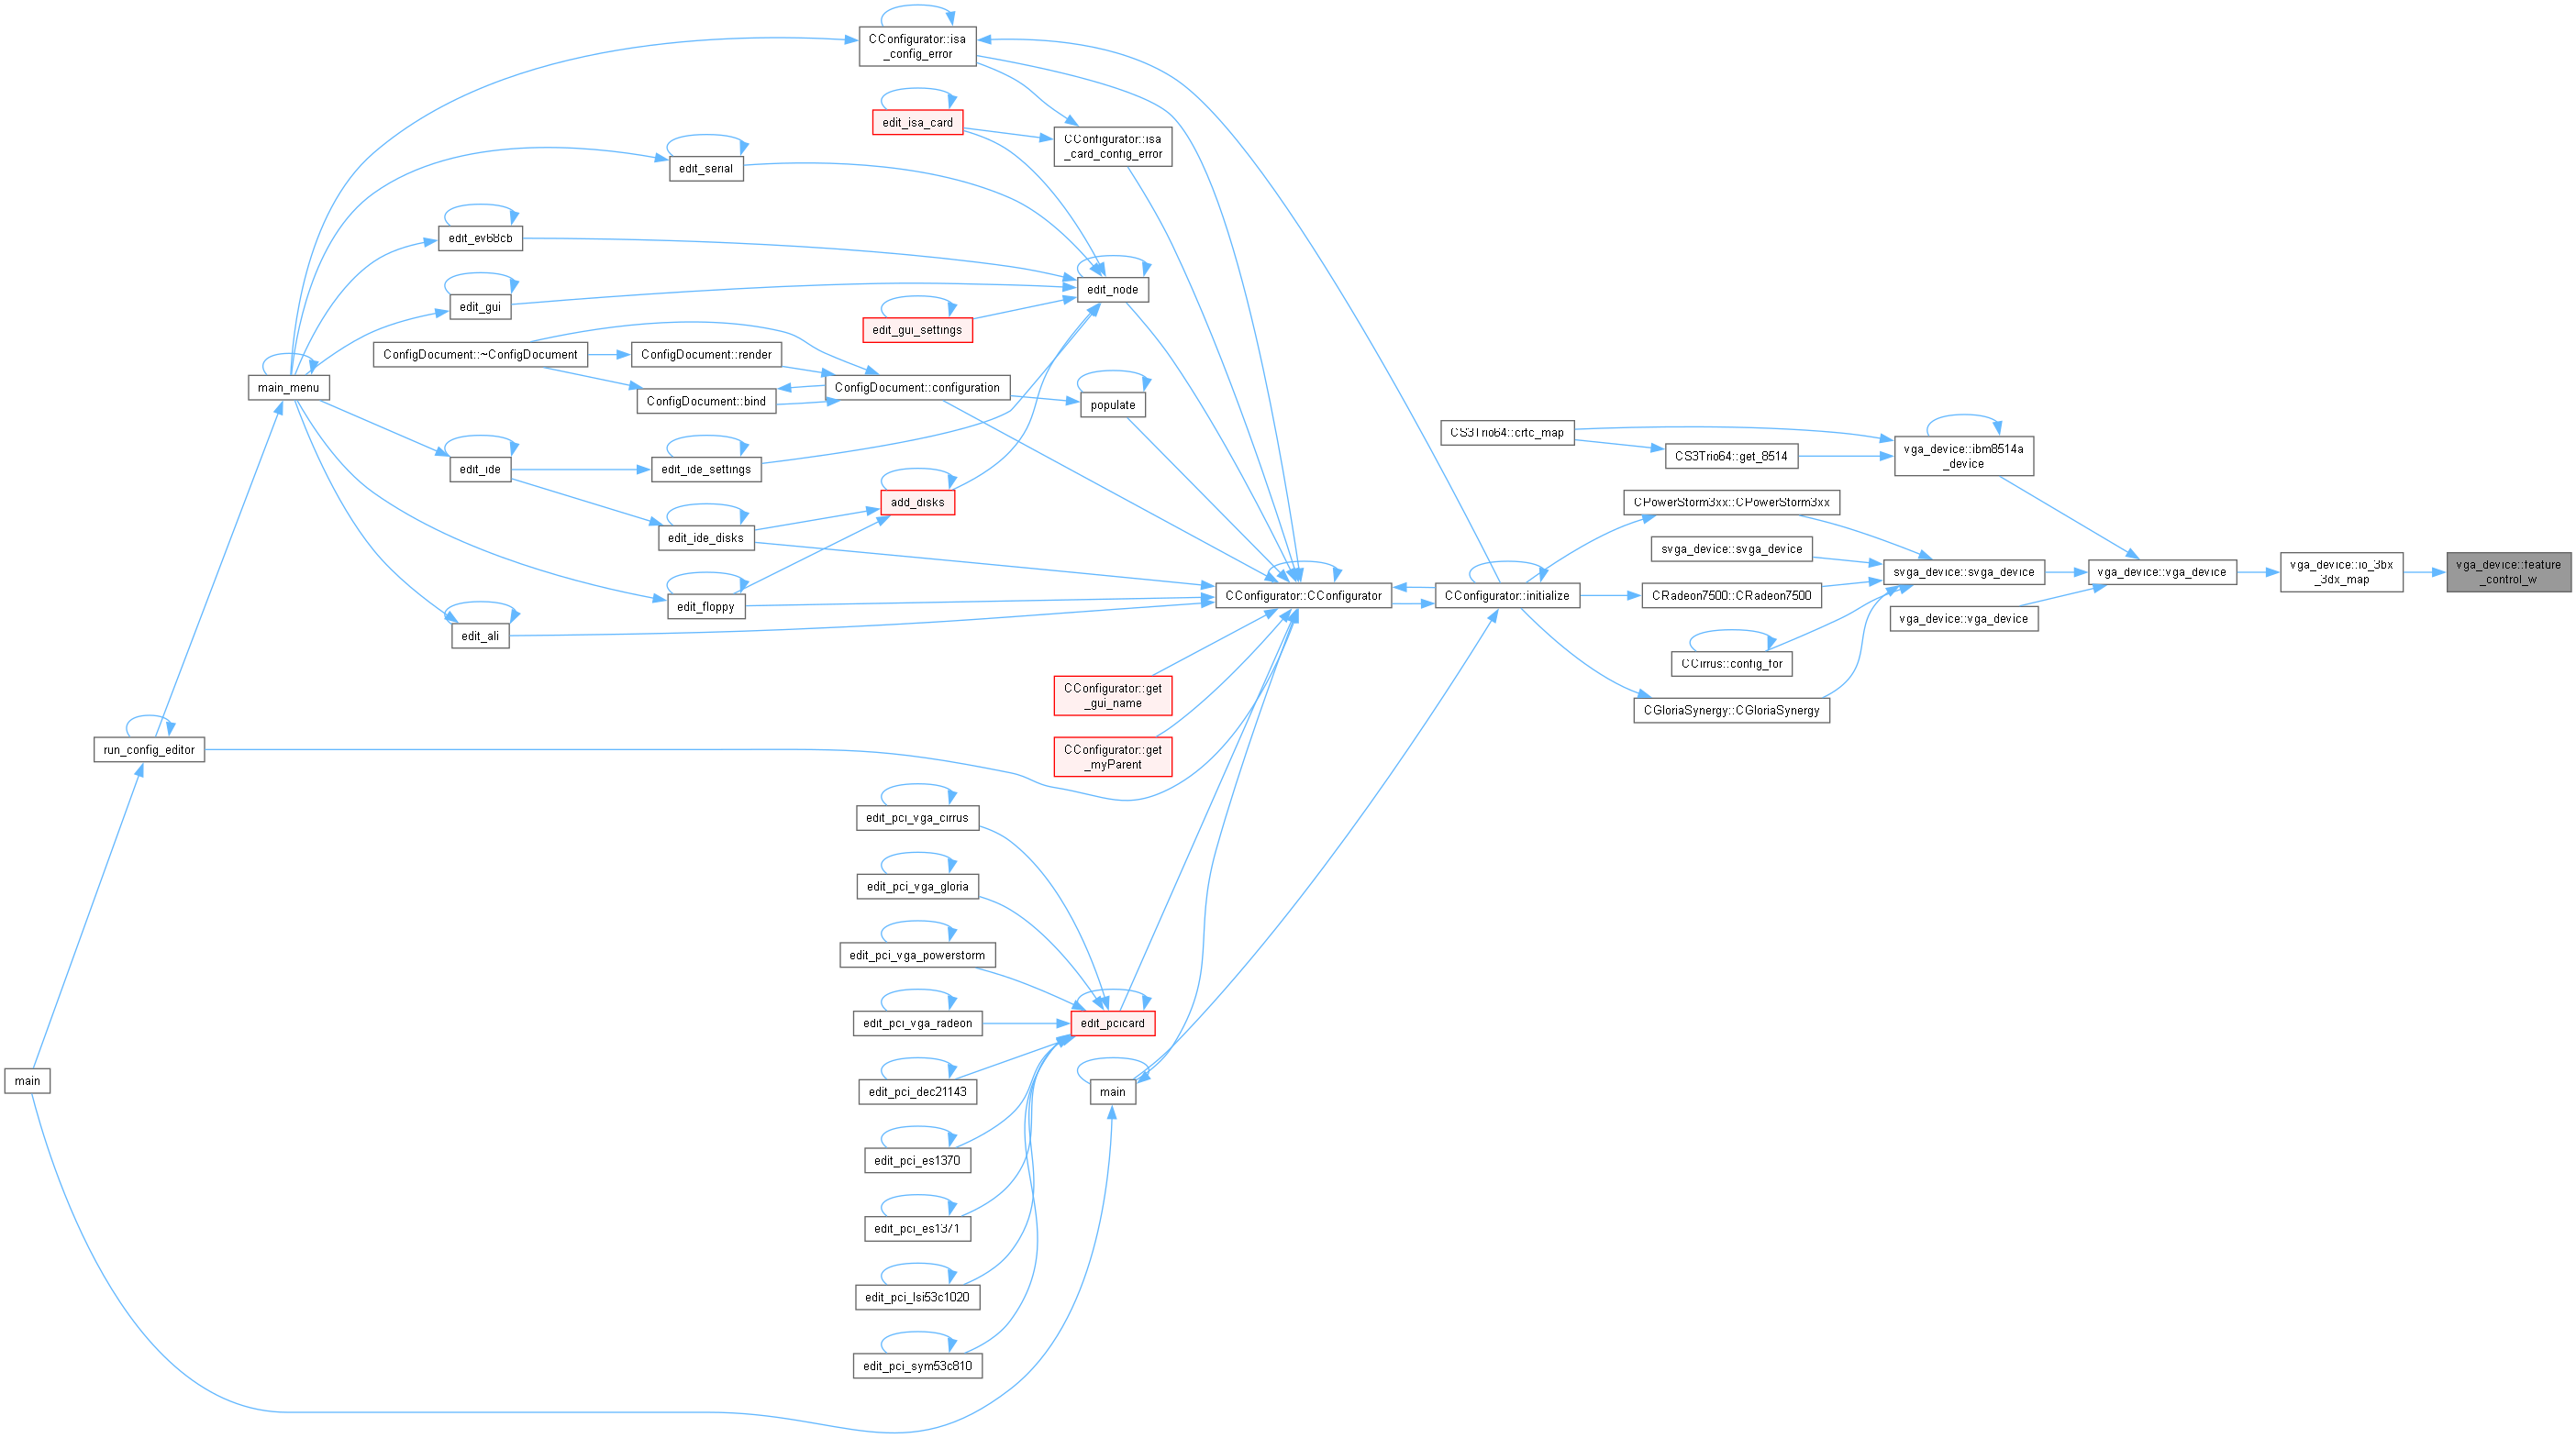 CConfigurator::isa
_config_error
edit_isa_card
CConfigurator::isa
_card_config_error
edit_serial
edit_ev68cb
edit_node
edit_gui
edit_gui_settings
ConfigDocument::~ConfigDocument
ConfigDocument::render
main_menu
ConfigDocument::configuration
ConfigDocument::bind
populate
CS3Trio64::crtc_map
CS3Trio64::get_8514
vga_device::ibm8514a
_device
edit_ide
edit_ide_settings
add_disks
CPowerStorm3xx::CPowerStorm3xx
edit_ide_disks
svga_device::svga_device
svga_device::svga_device
vga_device::vga_device
vga_device::io_3bx
_3dx_map
vga_device::feature
_control_w
edit_floppy
CConfigurator::CConfigurator
CConfigurator::initialize
CRadeon7500::CRadeon7500
vga_device::vga_device
edit_ali
CCirrus::config_for
CConfigurator::get
_gui_name
CGloriaSynergy::CGloriaSynergy
run_config_editor
CConfigurator::get
_myParent
edit_pci_vga_cirrus
edit_pci_vga_gloria
edit_pci_vga_powerstorm
edit_pci_vga_radeon
edit_pcicard
main
edit_pci_dec21143
main
edit_pci_es1370
edit_pci_es1371
edit_pci_lsi53c1020
edit_pci_sym53c810